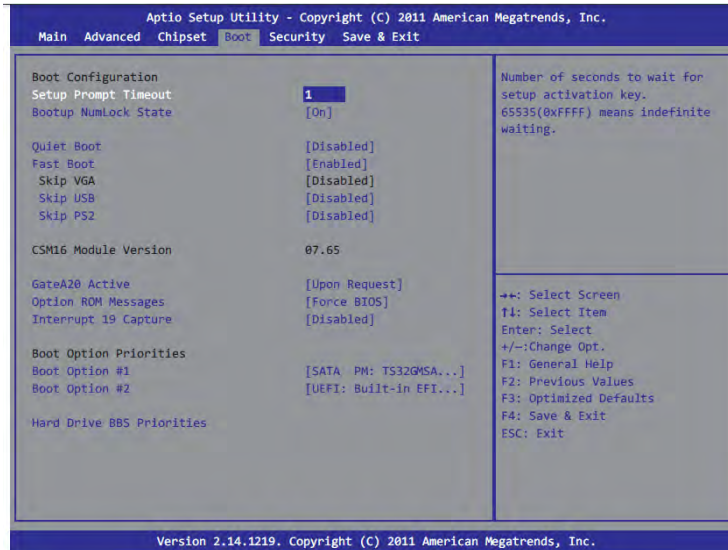 Aptio Setup Utility - Copyright (C) 2011 American Megatrends, Inc.
Main Advanced Chipset Boot Security Save & Exit
Boot Configuration
Setup Prompt Timeout 1
Bootup NumLock State [On]
Quiet Boot [Disabled]
Fast Boot [Enabled]
Skip VGA [Disabled]
Skip USB [Disabled]
Skip PS2 [Disabled]
CSM16 Module Version 07.65
GateA20 Active [Upon Request]
Option ROM Messages [Force BIOS]
Interrupt 19 Capture [Disabled]
Boot Option Priorities
Boot Option #1 [SATA PM: TS32GMSA...]
Boot Option #2 [UEFI: Built-in EFI...]
Hard Drive BBS Priorities
Number of seconds to wait for
setup activation key.
65535(0xFFFF) means indefinite
waiting.
→←: Select Screen
↑↓: Select Item
Enter: Select
+/-:Change Opt.
F1: General Help
F2: Previous Values
F3: Optimized Defaults
F4: Save & Exit
ESC: Exit
Version 2.14.1219. Copyright (C) 2011 American Megatrends, Inc.